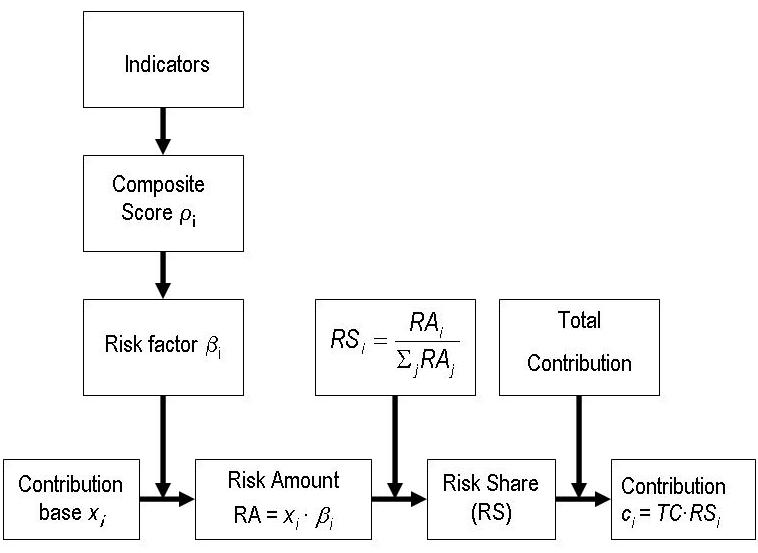 Indicators
Composite
Score ρi
Risk factor βi
RSi = RAi / ΣjRAj
Total
Contribution
Contribution
base xi
Risk Amount
RA = xi · βi
Risk Share
(RS)
Contribution
ci = TC·RSi